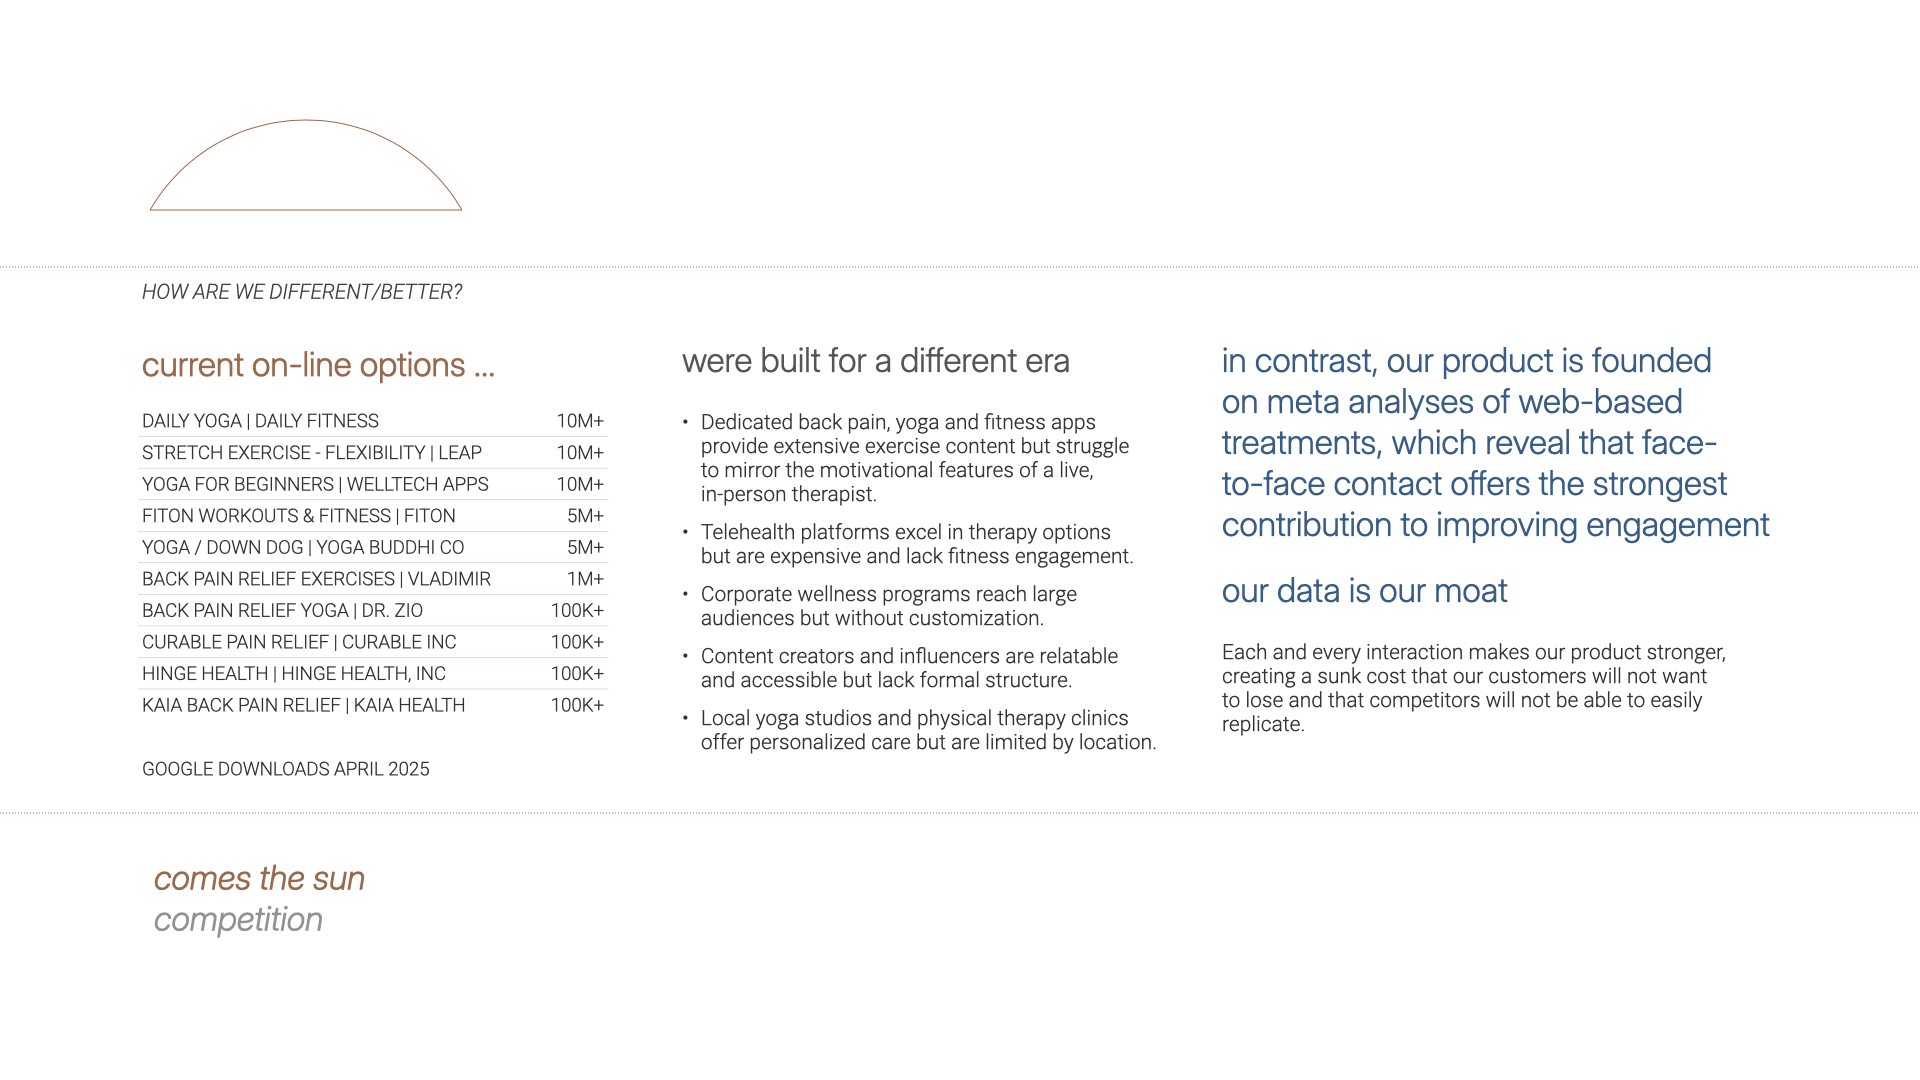 HOW ARE WE DIFFERENT/BETTER?
current on-line options ...
DAILY YOGA | DAILY FITNESS 10M+
STRETCH EXERCISE - FLEXIBILITY | LEAP 10M+
YOGA FOR BEGINNERS | WELLTECH APPS 10M+
FITON WORKOUTS & FITNESS | FITON 5M+
YOGA / DOWN DOG | YOGA BUDDHI CO 5M+
BACK PAIN RELIEF EXERCISES | VLADIMIR 1M+
BACK PAIN RELIEF YOGA | DR. ZIO 100K+
CURABLE PAIN RELIEF | CURABLE INC 100K+
HINGE HEALTH | HINGE HEALTH, INC 100K+
KAIA BACK PAIN RELIEF | KAIA HEALTH 100K+
GOOGLE DOWNLOADS APRIL 2025
were built for a different era
• Dedicated back pain, yoga and fitness apps
provide extensive exercise content but struggle
to mirror the motivational features of a live,
in-person therapist.
• Telehealth platforms excel in therapy options
but are expensive and lack fitness engagement.
• Corporate wellness programs reach large
audiences but without customization.
• Content creators and influencers are relatable
and accessible but lack formal structure.
• Local yoga studios and physical therapy clinics
offer personalized care but are limited by location.
in contrast, our product is founded
on meta analyses of web-based
treatments, which reveal that face-
to-face contact offers the strongest
contribution to improving engagement
our data is our moat
Each and every interaction makes our product stronger,
creating a sunk cost that our customers will not want
to lose and that competitors will not be able to easily
replicate.
comes the sun
competition